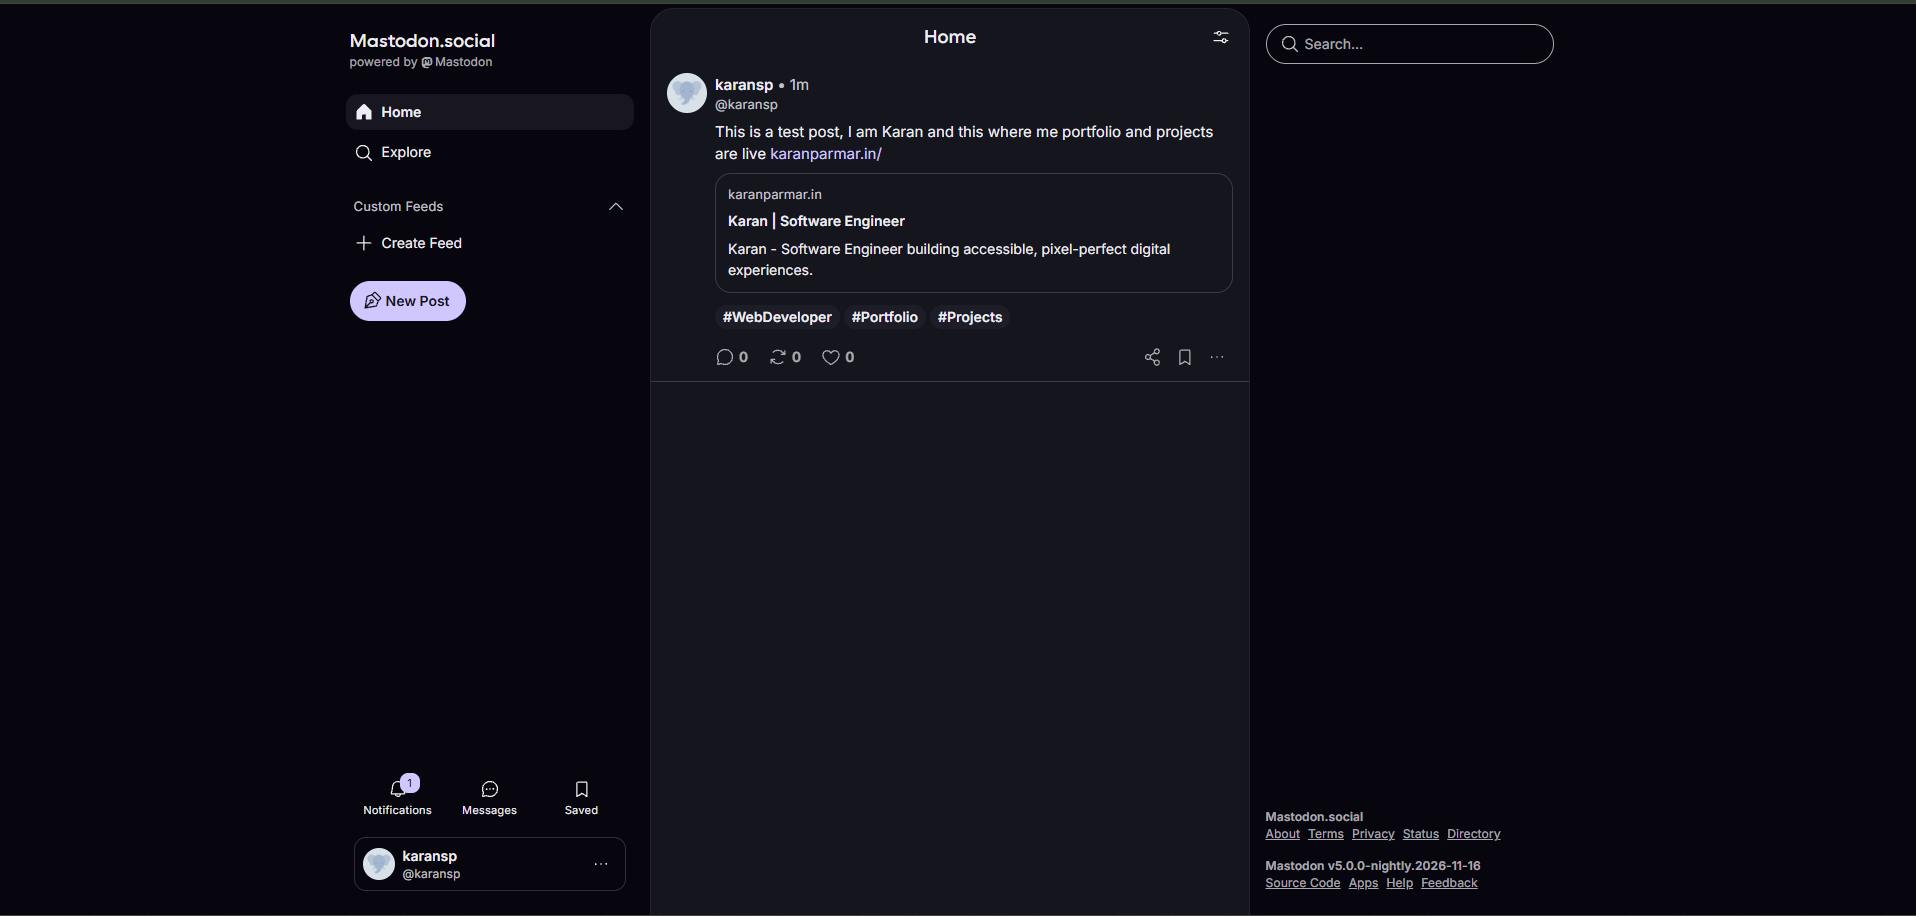 Mastodon.social
powered by Mastodon
Home
Explore
Custom Feeds
Create Feed
New Post
Notifications
1
Messages
Saved
karansp
@karansp
Home
karansp • 1m
@karansp
This is a test post, I am Karan and this where me portfolio and projects
are live karanparmar.in/
karanparmar.in
Karan | Software Engineer
Karan - Software Engineer building accessible, pixel-perfect digital
experiences.
#WebDeveloper #Portfolio #Projects
0 0 0
Search...
Mastodon.social
About Terms Privacy Status Directory
Mastodon v5.0.0-nightly.2026-11-16
Source Code Apps Help Feedback